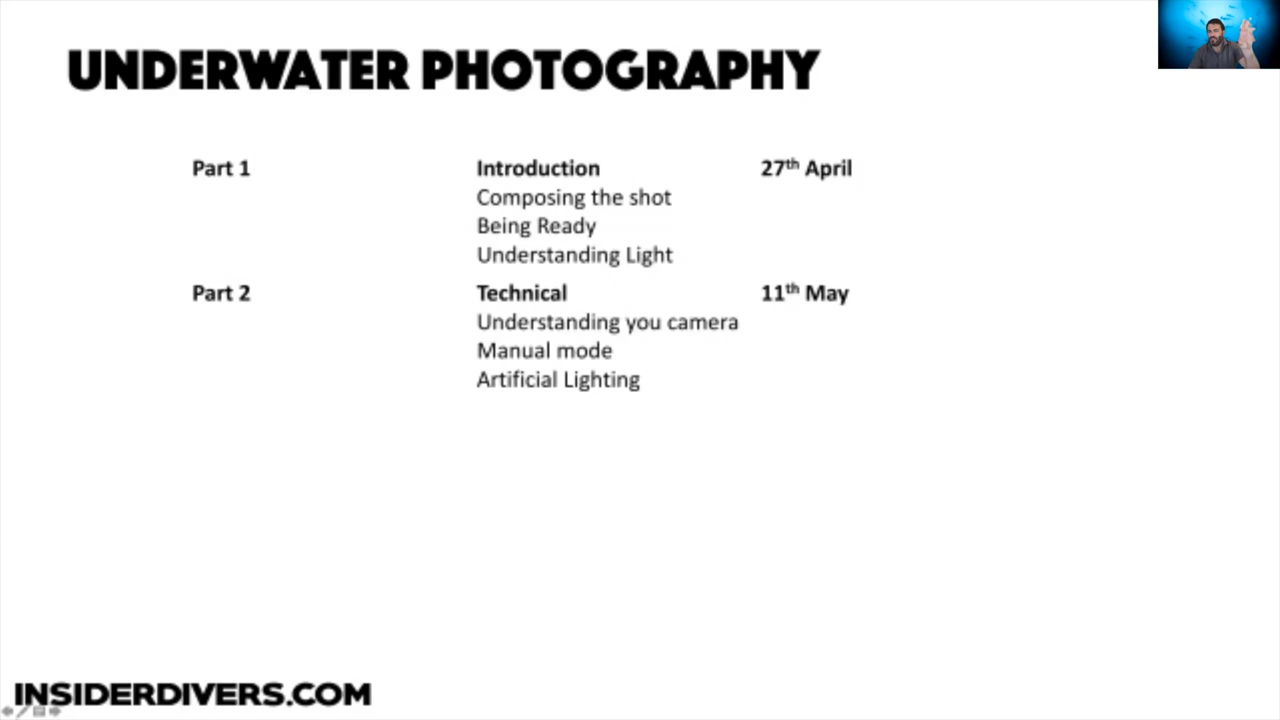 UNDERWATER PHOTOGRAPHY
Part 1 Introduction 27th April
Composing the shot
Being Ready
Understanding Light
Part 2 Technical 11th May
Understanding you camera
Manual mode
Artificial Lighting
INSIDERDIVERS.COM